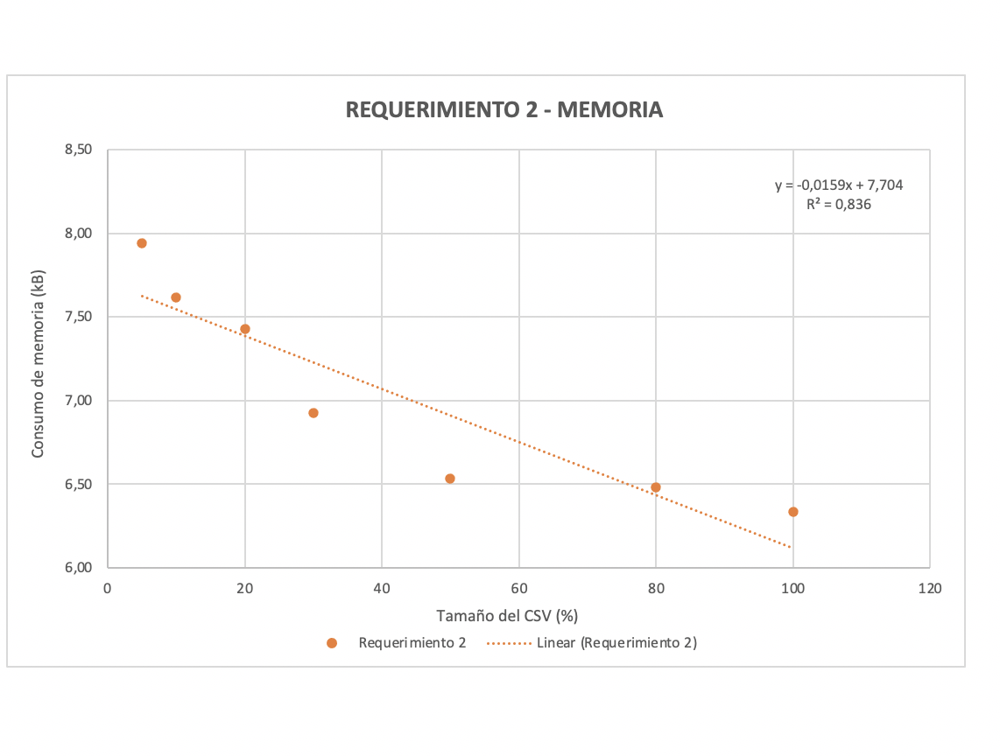 REQUERIMIENTO 2 - MEMORIA
8,50
8,00
7,50
7,00
6,50
6,00
Consumo de memoria (kB)
y = -0,0159x + 7,704
R² = 0,836
0 20 40 60 80 100 120
Tamaño del CSV (%)
Requerimiento 2 Linear (Requerimiento 2)